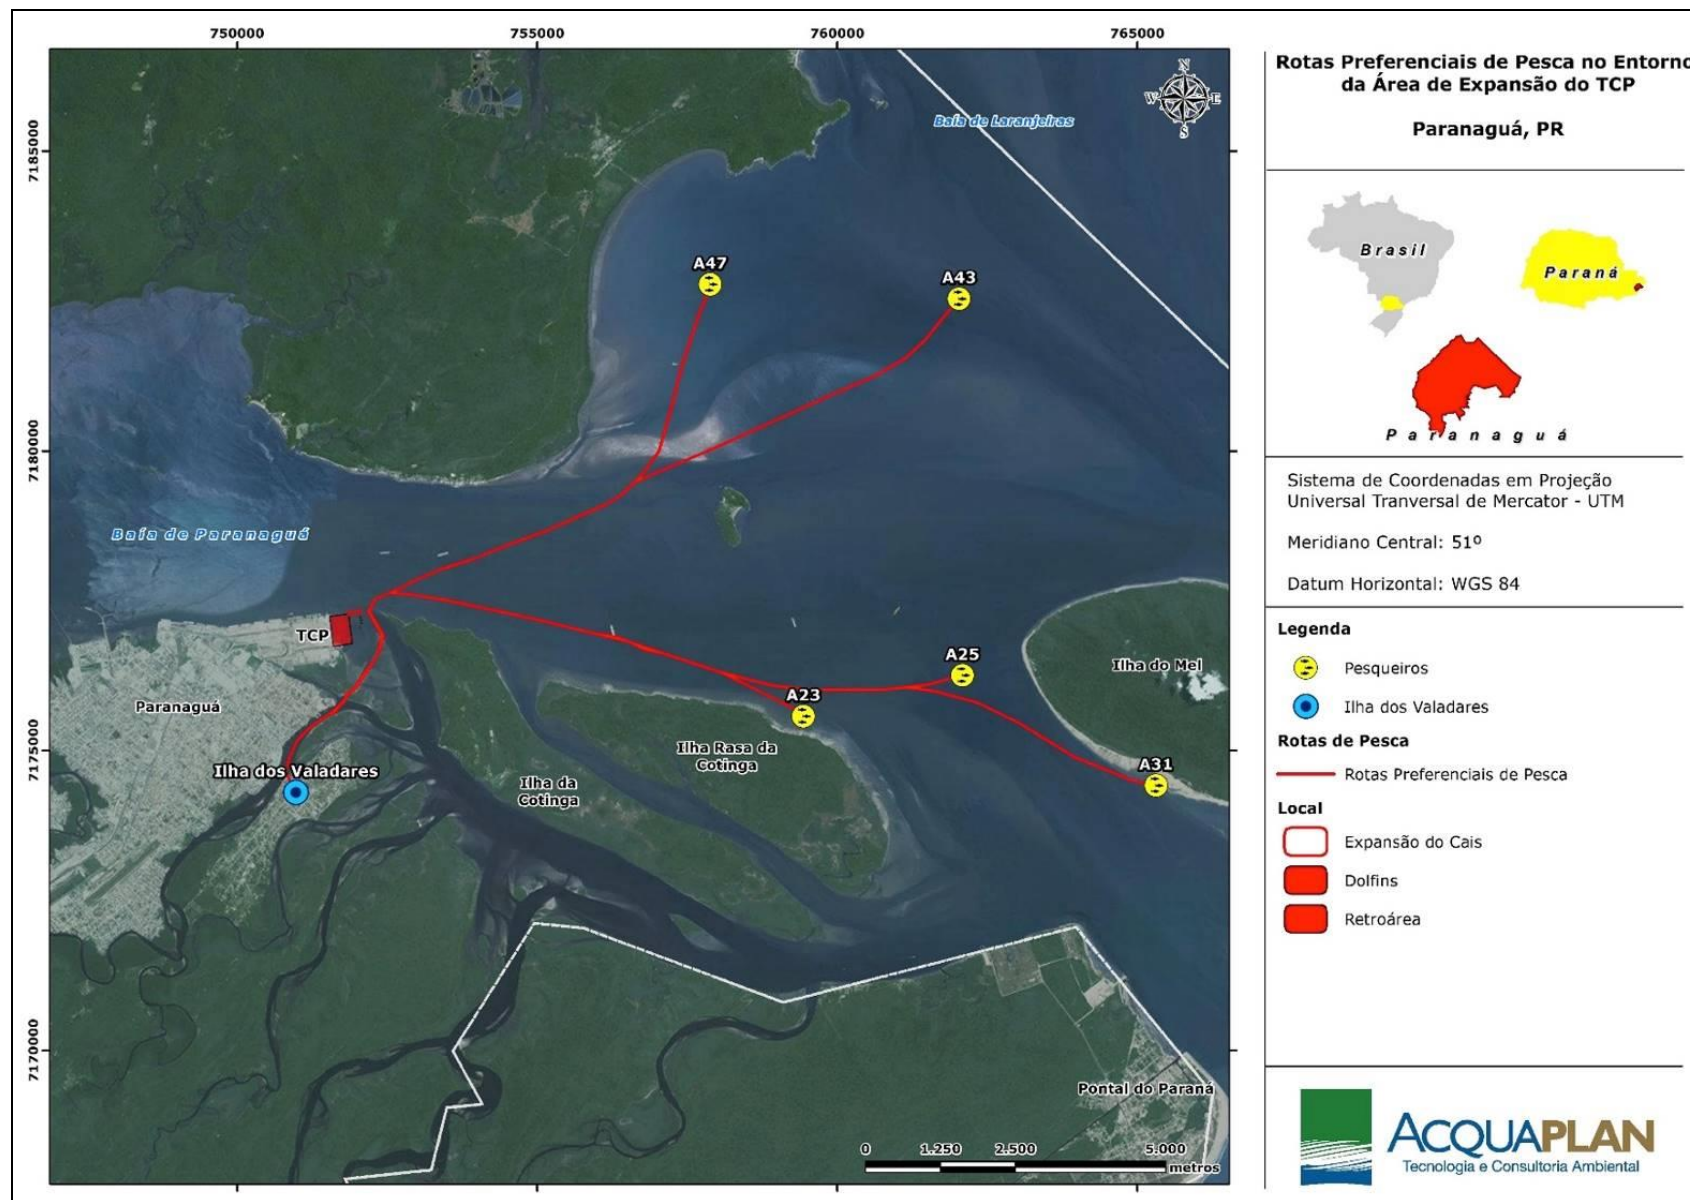 750000
755000
760000
765000
7185000
7180000
7175000
7170000
N
W
E
S
Baía de Laranjeiras
A47
A43
Baía de Paranaguá
TCP
Paranaguá
Ilha dos Valadares
Ilha da
Cotinga
Ilha Rasa da
Cotinga
A23
A25
A31
Ilha do Mel
Pontal do Paraná
0 1.250 2.500 5.000
metros
Rotas Preferenciais de Pesca no Entorno
da Área de Expansão do TCP
Paranaguá, PR
Brasil
Paraná
Paranaguá
Sistema de Coordenadas em Projeção
Universal Tranversal de Mercator - UTM
Meridiano Central: 51º
Datum Horizontal: WGS 84
Legenda
Pesqueiros
Ilha dos Valadares
Rotas de Pesca
Rotas Preferenciais de Pesca
Local
Expansão do Cais
Dolfins
Retroárea
ACQUAPLAN
Tecnologia e Consultoria Ambiental